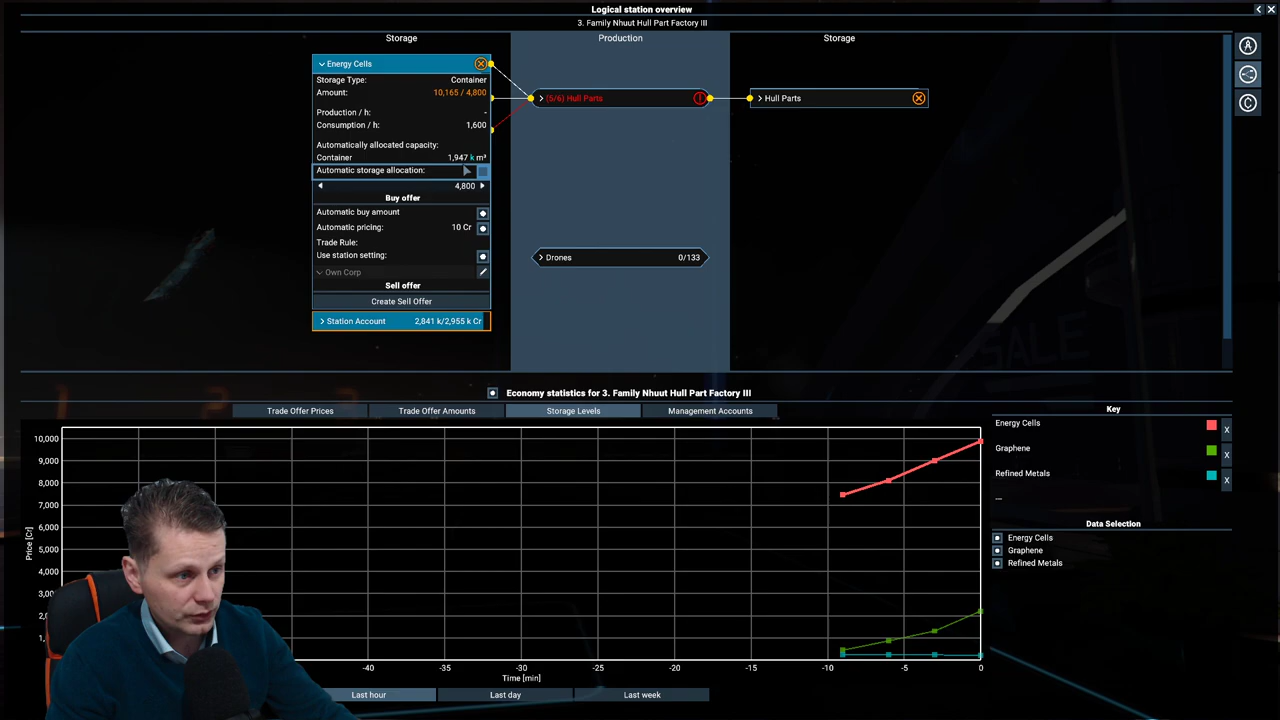 Logical station overview
3. Family Nhuut Hull Part Factory III
Storage
Production
Storage
Energy Cells
Storage Type: Container
Amount: 10,165 / 4,800
Production / h: -
Consumption / h: 1,600
Automatically allocated capacity:
Container 1,947 k m³
Automatic storage allocation:
4,800
Buy offer
Automatic buy amount
Automatic pricing: 10 Cr
Trade Rule:
Use station setting:
Own Corp
Sell offer
Create Sell Offer
Station Account 2,841 k/2,955 k Cr
(5/6) Hull Parts
Drones 0/133
Hull Parts
SALE
Economy statistics for 3. Family Nhuut Hull Part Factory III
Trade Offer Prices
Trade Offer Amounts
Storage Levels
Management Accounts
10,000
9,000
8,000
7,000
6,000
5,000
4,000
Price [Cr]
-40 -35 -30 -25 -20 -15 -10 -5 0
Time [min]
Last hour
Last day
Last week
Key
Energy Cells X
Graphene X
Refined Metals X
Data Selection
Energy Cells
Graphene
Refined Metals
A
C